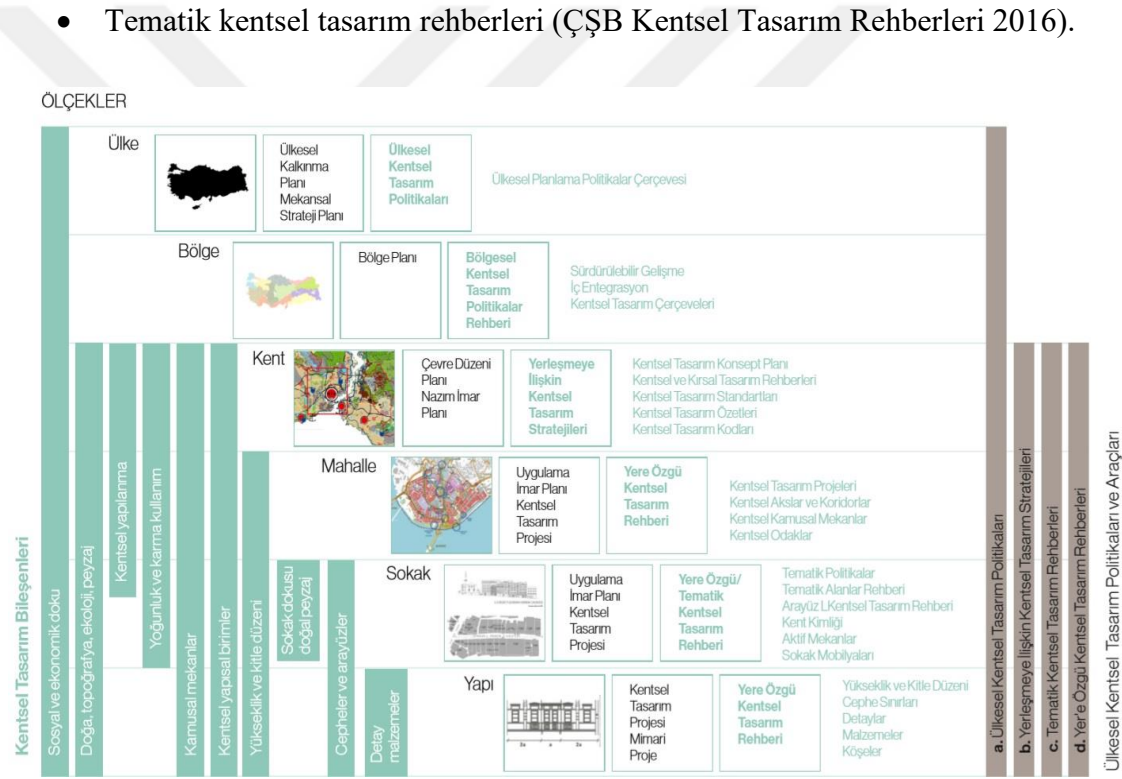 • Tematik kentsel tasarım rehberleri (ÇŞB Kentsel Tasarım Rehberleri 2016).
ÖLÇEKLER
Ülke
Ülkesel
Kalkınma
Planı
Mekansal
Strateji Planı
Ülkesel
Kentsel
Tasarım
Politikaları
Ülkesel Planlama Politikalar Çerçevesi
Bölge
Bölge Planı
Bölgesel
Kentsel
Tasarım
Politikalar
Rehberi
Sürdürülebilir Gelişme
İç Entegrasyon
Kentsel Tasarım Çerçeveleri
Kent
Çevre Düzeni
Planı
Nazım İmar
Planı
Yerleşmeye
İlişkin
Kentsel
Tasarım
Stratejileri
Kentsel Tasarım Konsept Planı
Kentsel ve Kırsal Tasarım Rehberleri
Kentsel Tasarım Standartları
Kentsel Tasarım Özetleri
Kentsel Tasarım Kodları
Mahalle
Uygulama
İmar Planı
Kentsel
Tasarım
Projesi
Yere Özgü
Kentsel
Tasarım
Rehberi
Kentsel Tasarım Projeleri
Kentsel Akslar ve Koridorlar
Kentsel Kamusal Mekanlar
Kentsel Odaklar
Sokak
Uygulama
İmar Planı
Kentsel
Tasarım
Projesi
Yere Özgü/
Tematik
Kentsel
Tasarım
Rehberi
Tematik Politikalar
Tematik Alanlar Rehberi
Arayüz LKentsel Tasarım Rehberi
Kent Kimliği
Aktif Mekanlar
Sokak Mobilyaları
Yapı
Kentsel
Tasarım
Projesi
Mimari
Proje
Yere Özgü
Kentsel
Tasarım
Rehberi
Yükseklik ve Kitle Düzeni
Cephe Sınırları
Detaylar
Malzemeler
Köşeler
Kentsel Tasarım Bileşenleri
Sosyal ve ekonomik doku
Doğa, topoğrafya, ekoloji, peyzaj
Kentsel yapılanma
Yoğunluk ve karma kullanım
Kamusal mekanlar
Kentsel yapısal birimler
Yükseklik ve kitle düzeni
Sokak dokusu
doğal peyzaj
Cepheler ve arayüzler
Detay
malzemeler
a. Ülkesel Kentsel Tasarım Politikaları
b. Yerleşmeye İlişkin Kentsel Tasarım Stratejileri
c. Tematik Kentsel Tasarım Rehberleri
d. Yer'e Özgü Kentsel Tasarım Rehberleri
Ülkesel Kentsel Tasarım Politikaları ve Araçları